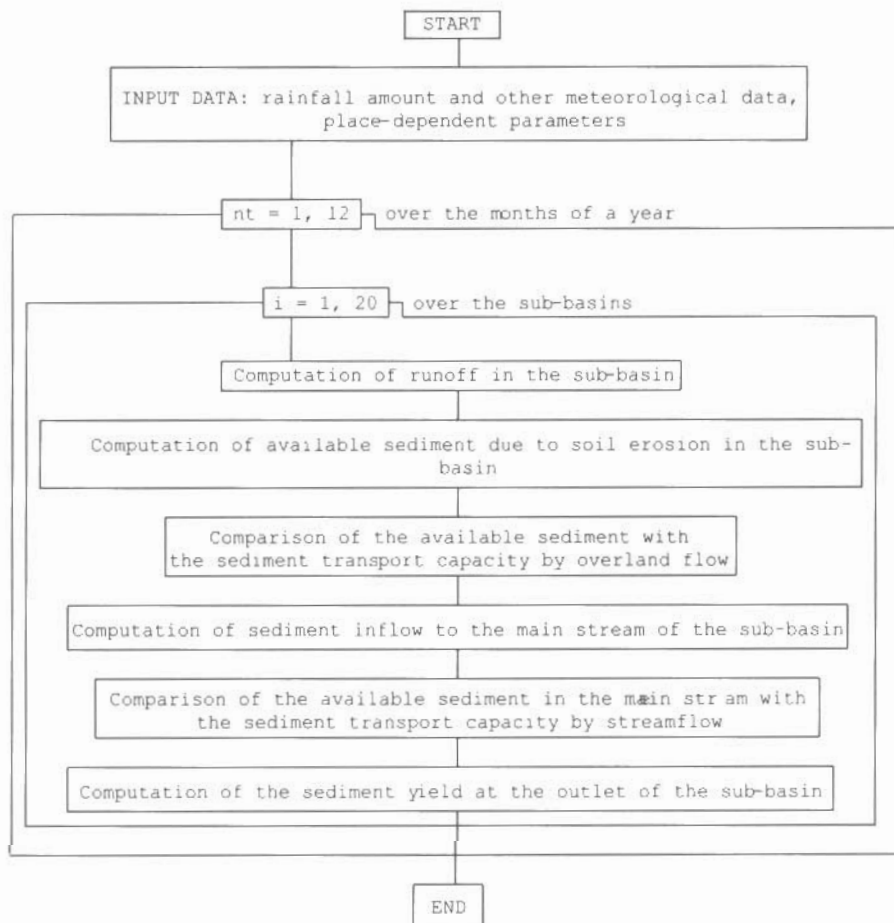 START
INPUT DATA: rainfall amount and other meteorological data,
place-dependent parameters
nt = 1, 12 over the months of a year
i = 1, 20 over the sub-basins
Computation of runoff in the sub-basin
Computation of available sediment due to soil erosion in the sub-
basin
Comparison of the available sediment with
the sediment transport capacity by overland flow
Computation of sediment inflow to the main stream of the sub-basin
Comparison of the available sediment in the main stream with
the sediment transport capacity by streamflow
Computation of the sediment yield at the outlet of the sub-basin
END